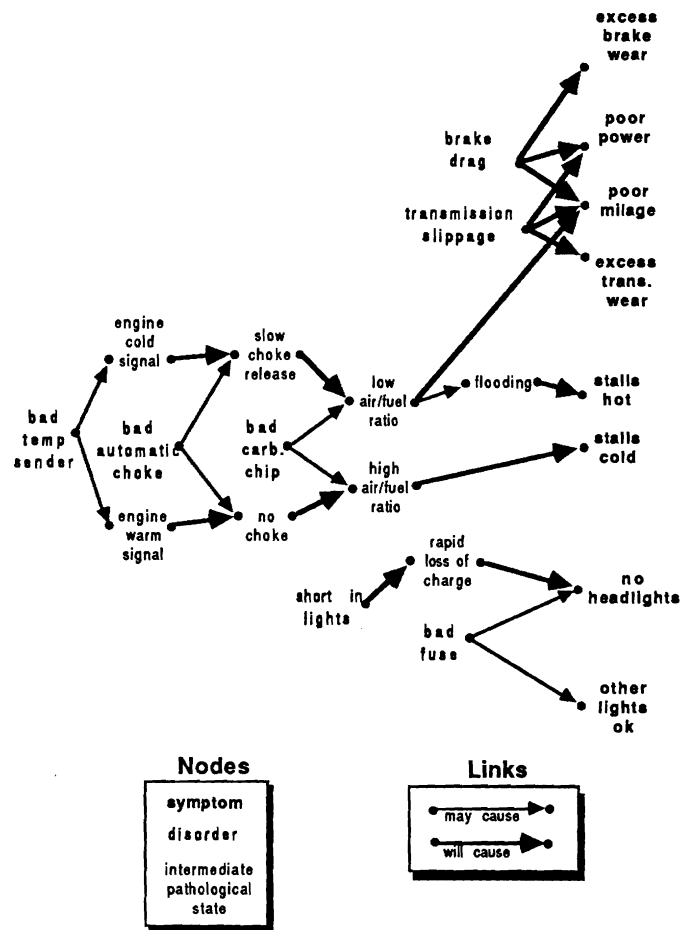 excess
brake
wear
poor
power
brake
drag
poor
milage
transmission
slippage
excess
trans.
wear
engine
cold
signal
slow
choke
release
low
air/fuel
ratio
flooding
stalls
hot
bad
temp
sender
bad
automatic
choke
bad
carb.
chip
stalls
cold
high
air/fuel
ratio
engine
warm
signal
no
choke
rapid
loss of
charge
short in
lights
no
headlights
bad
fuse
other
lights
ok
Nodes
symptom
disorder
intermediate
pathological
state
Links
may cause
will cause